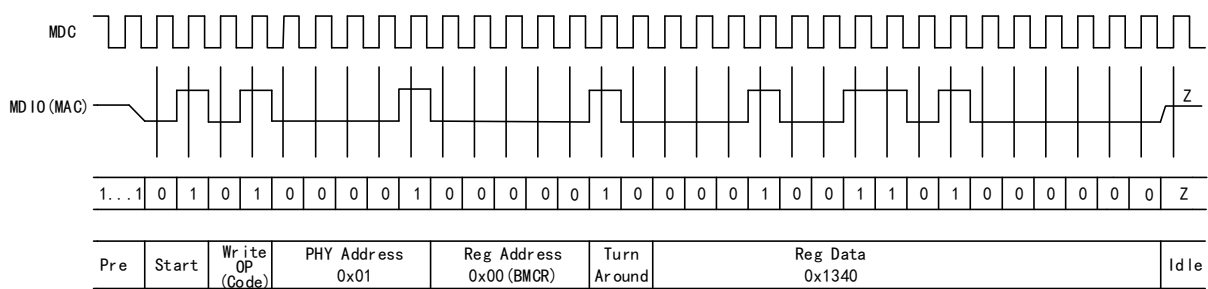 MDC
MDIO(MAC)
Z
1...1 0 1 0 1 0 0 0 0 1 0 0 0 0 0 1 0 0 0 0 1 0 0 1 1 0 1 0 0 0 0 0 0 Z
Pre Start Write OP (Code) PHY Address 0x01 Reg Address 0x00(BMCR) Turn Around Reg Data 0x1340 Idle